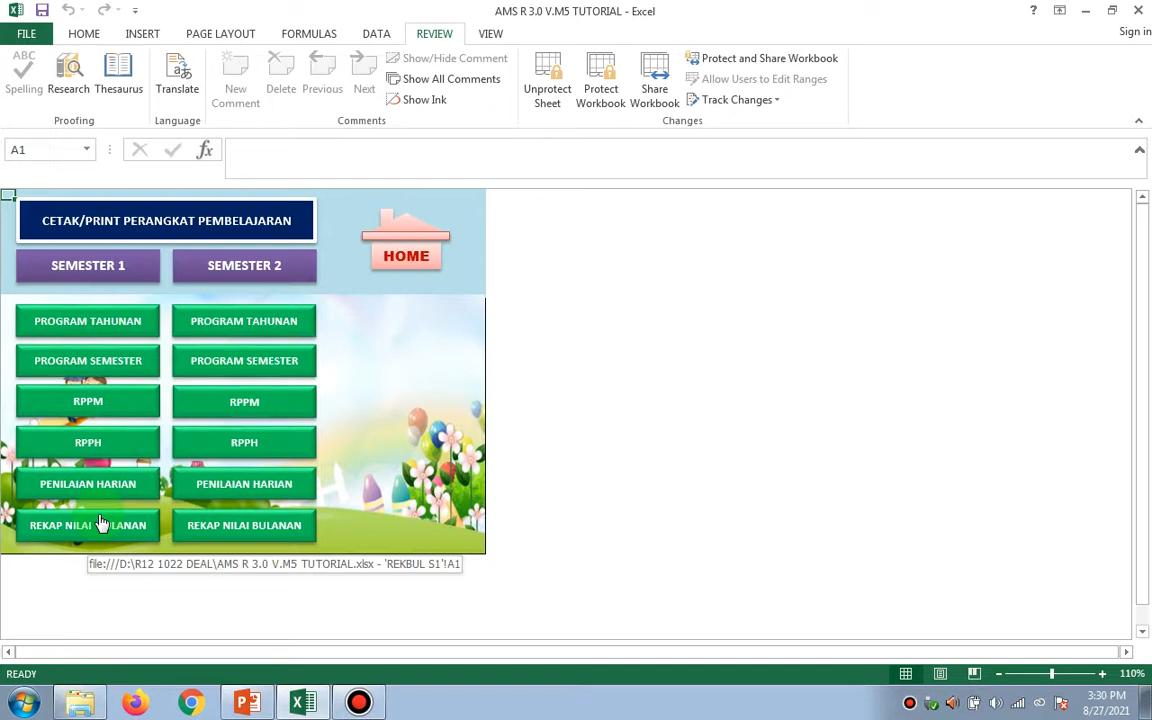 AMS R 3.0 V.M5 TUTORIAL - Excel
FILE HOME INSERT PAGE LAYOUT FORMULAS DATA REVIEW VIEW Sign in
ABC
Spelling Research Thesaurus Translate New Comment Delete Previous Next Show/Hide Comment
Show All Comments
Show Ink
Unprotect Sheet Protect Workbook Share Workbook Protect and Share Workbook
Allow Users to Edit Ranges
Track Changes
Proofing Language Comments Changes
A1 fx
CETAK/PRINT PERANGKAT PEMBELAJARAN
HOME
SEMESTER 1 SEMESTER 2
PROGRAM TAHUNAN PROGRAM TAHUNAN
PROGRAM SEMESTER PROGRAM SEMESTER
RPPM RPPM
RPPH RPPH
PENILAIAN HARIAN PENILAIAN HARIAN
REKAP NILAI BULANAN REKAP NILAI BULANAN
file:///D:\R12 1022 DEAL\AMS R 3.0 V.M5 TUTORIAL.xlsx - 'REKBUL S1'!A1
READY 110%
3:30 PM
8/27/2021